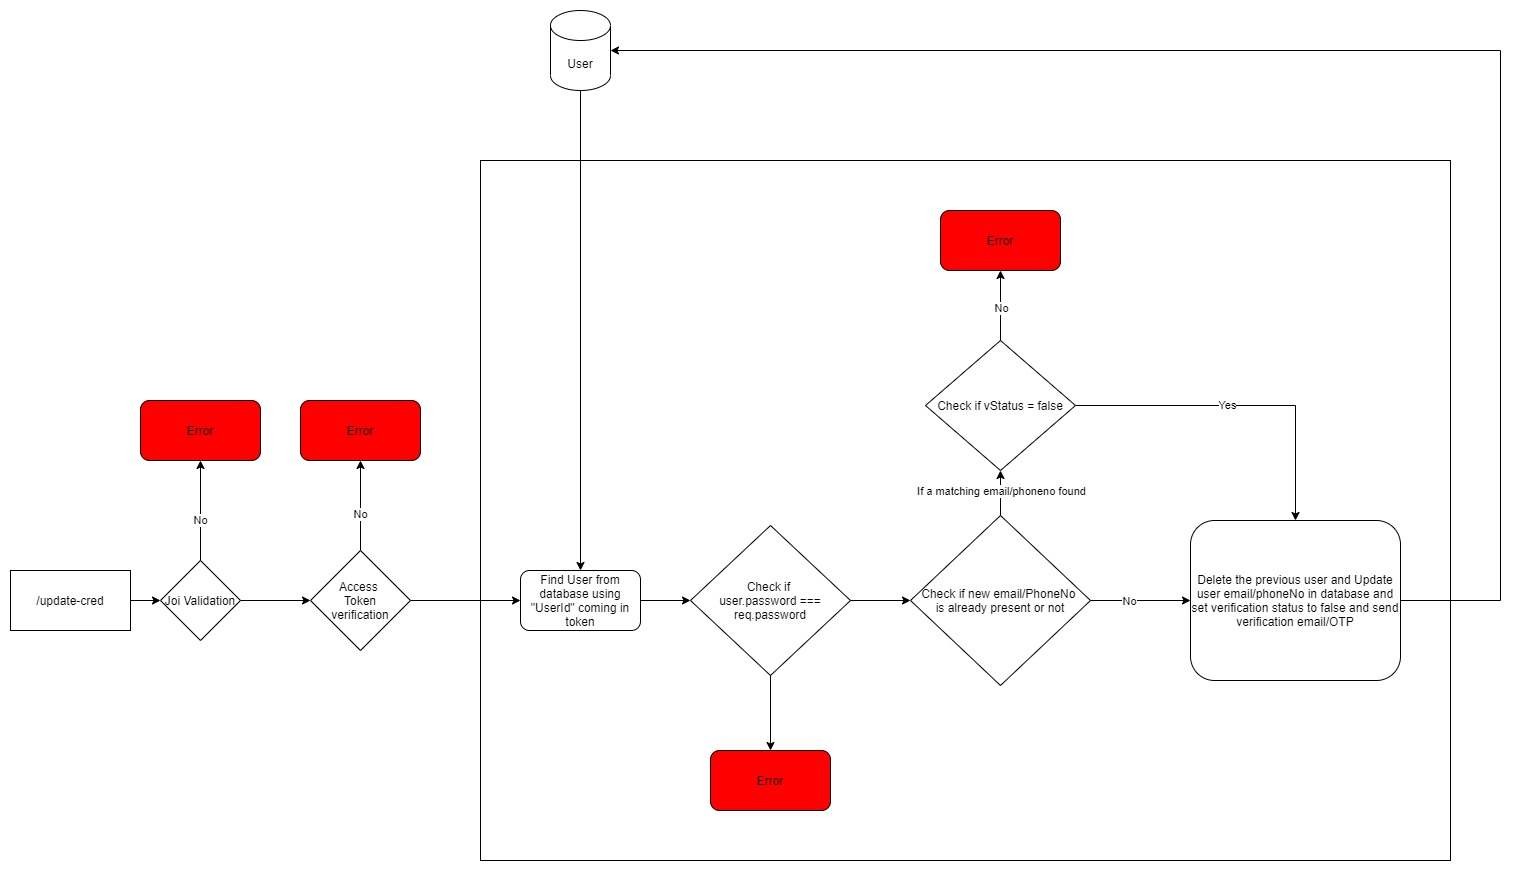 User
Error
No
Check if vStatus = false
Yes
If a matching email/phoneno found
Error
Error
No
No
/update-cred
Joi Validation
Access
Token
verification
Find User from
database using
"UserId" coming in
token
Check if
user.password ===
req.password
Check if new email/PhoneNo
is already present or not
No
Delete the previous user and Update
user email/phoneNo in database and
set verification status to false and send
verification email/OTP
Error